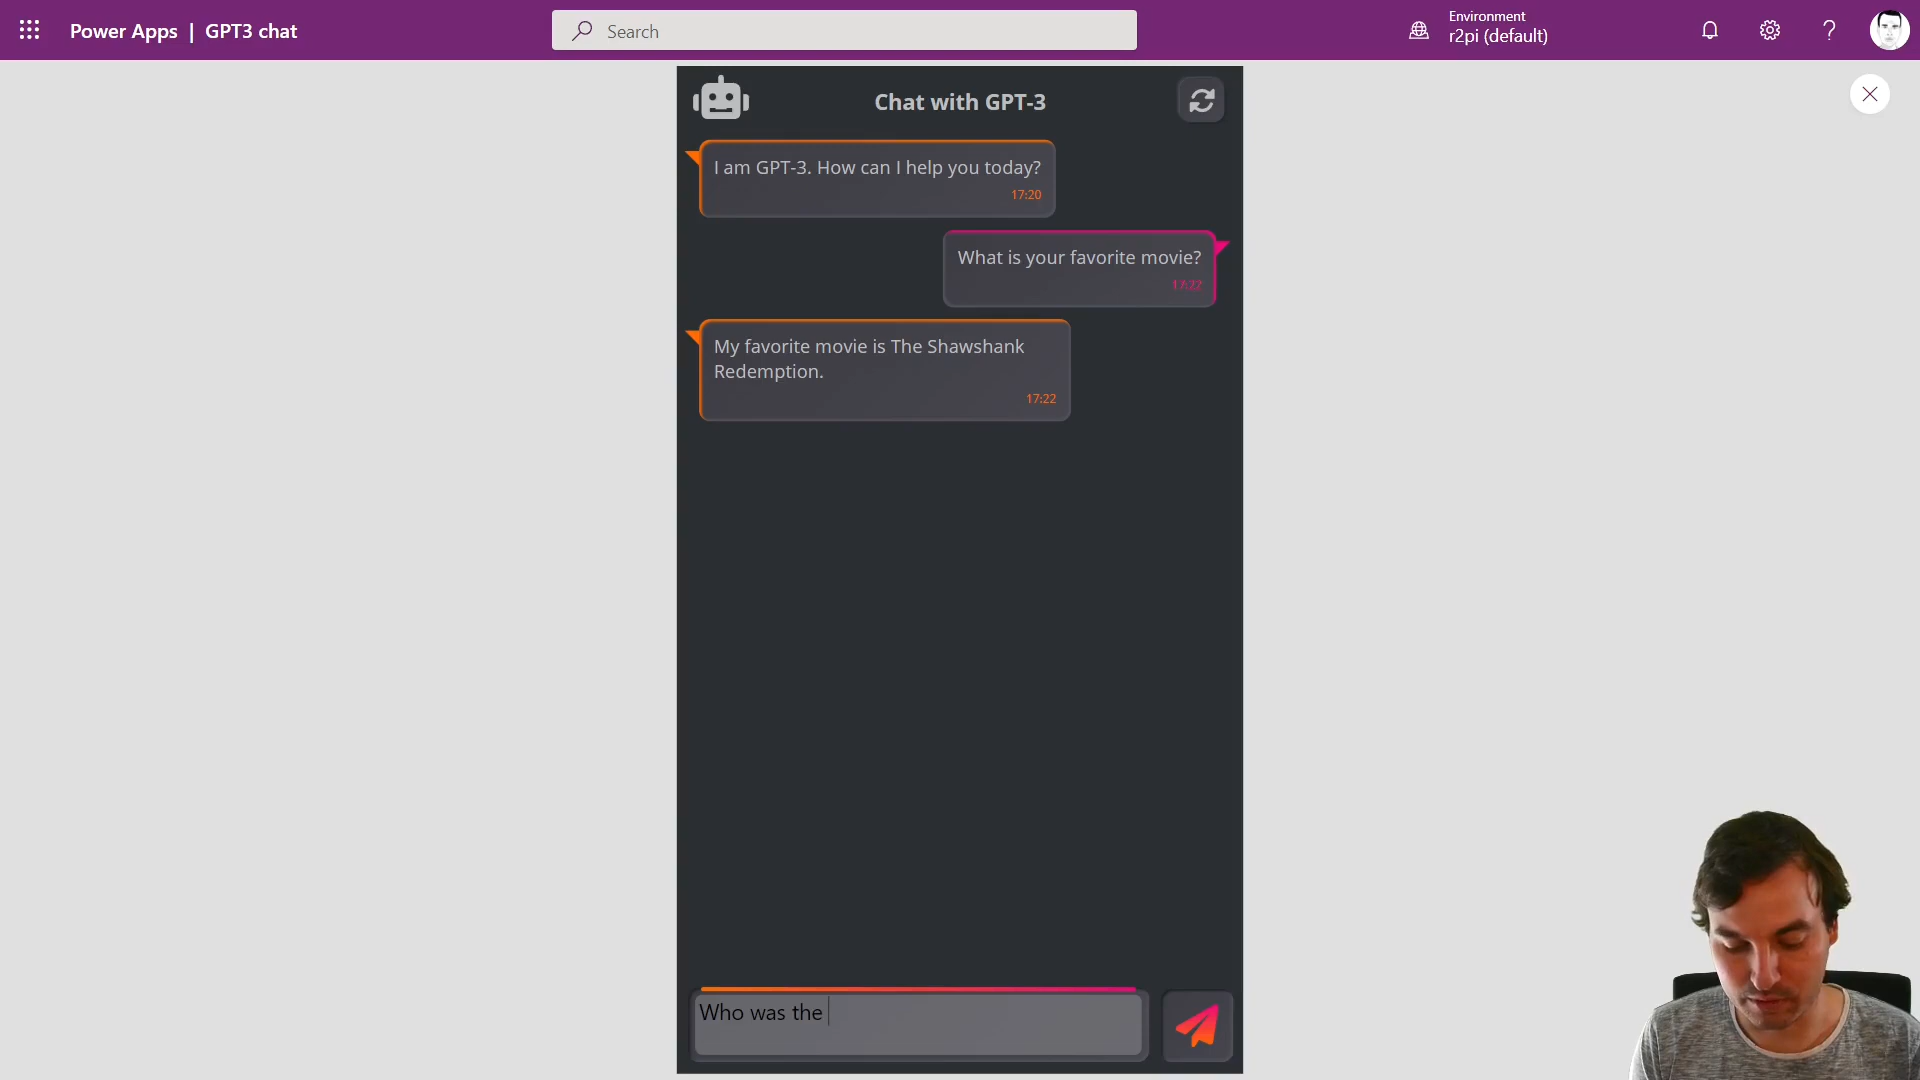 Power Apps | GPT3 chat
Search
Environment
r2pi (default)
Chat with GPT-3
I am GPT-3. How can I help you today?
17:20
What is your favorite movie?
17:22
My favorite movie is The Shawshank
Redemption.
17:22
Who was the